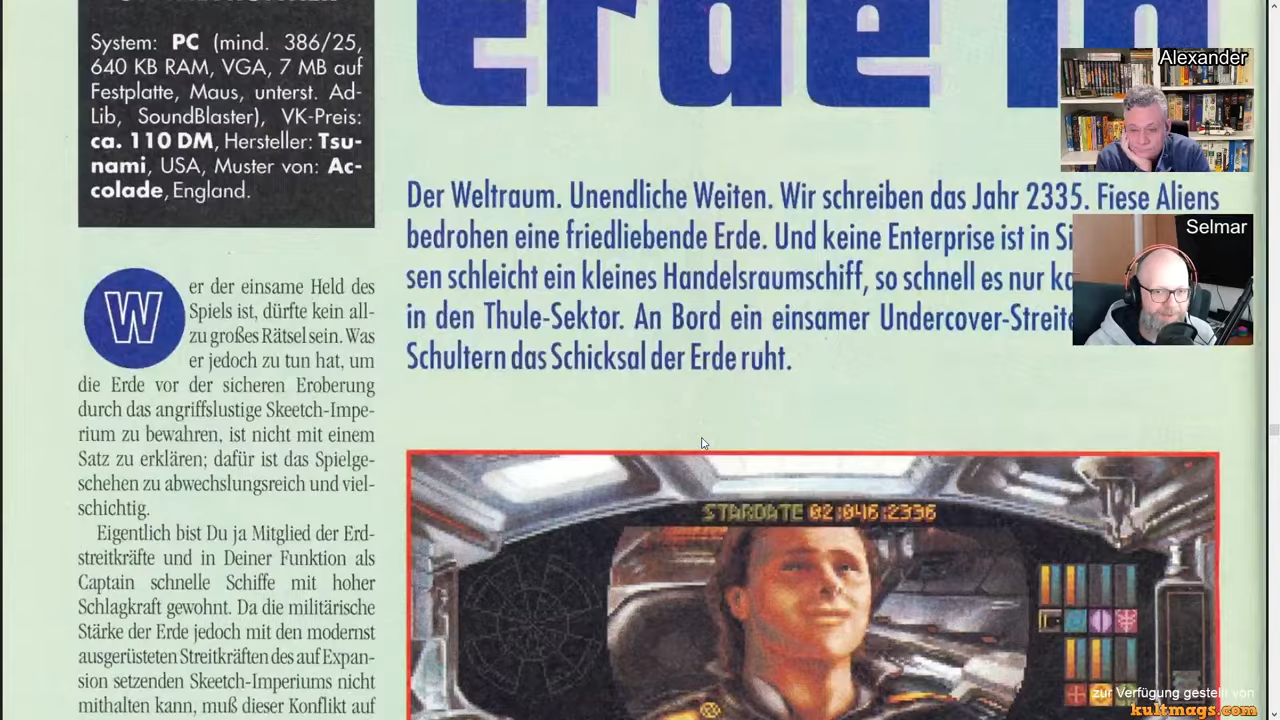 System: PC (mind. 386/25,
640 KB RAM, VGA, 7 MB auf
Festplatte, Maus, unterst. Ad-
Lib, SoundBlaster), VK-Preis:
ca. 110 DM, Hersteller: Tsu-
nami, USA, Muster von: Ac-
colade, England.
Erde in
Alexander
Der Weltraum. Unendliche Weiten. Wir schreiben das Jahr 2335. Fiese Aliens
bedrohen eine friedliebende Erde. Und keine Enterprise ist in Si
sen schleicht ein kleines Handelsraumschiff, so schnell es nur ka
in den Thule-Sektor. An Bord ein einsamer Undercover-Streite
Schultern das Schicksal der Erde ruht.
Selmar
Wer der einsame Held des
Spiels ist, dürfte kein all-
zu großes Rätsel sein. Was
er jedoch zu tun hat, um
die Erde vor der sicheren Eroberung
durch das angriffslustige Skeetch-Impe-
rium zu bewahren, ist nicht mit einem
Satz zu erklären; dafür ist das Spielge-
schehen zu abwechslungsreich und viel-
schichtig.
Eigentlich bist Du ja Mitglied der Erd-
streitkräfte und in Deiner Funktion als
Captain schnelle Schiffe mit hoher
Schlagkraft gewohnt. Da die militärische
Stärke der Erde jedoch mit den modernst
ausgerüsteten Streitkräften des auf Expan-
sion setzenden Skeetch-Imperiums nicht
mithalten kann, muß dieser Konflikt auf
STARDATE 02:046:2336
zur Verfügung gestellt von
kultmags.com